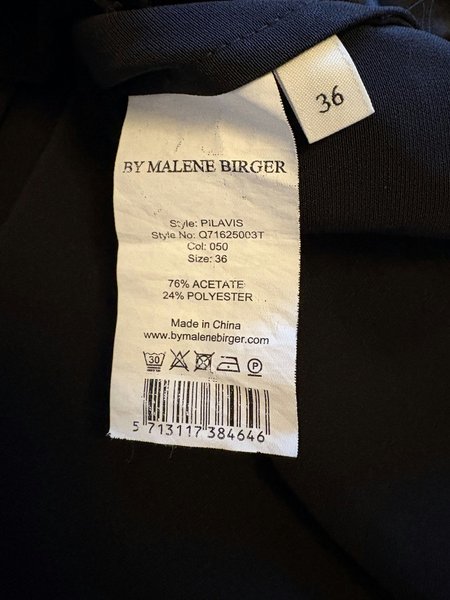 36
BY MALENE BIRGER
Style: PILAVIS
Style No: Q71625003T
Col: 050
Size: 36
76% ACETATE
24% POLYESTER
Made in China
www.bymalenebirger.com
30 P
5 713117 384646